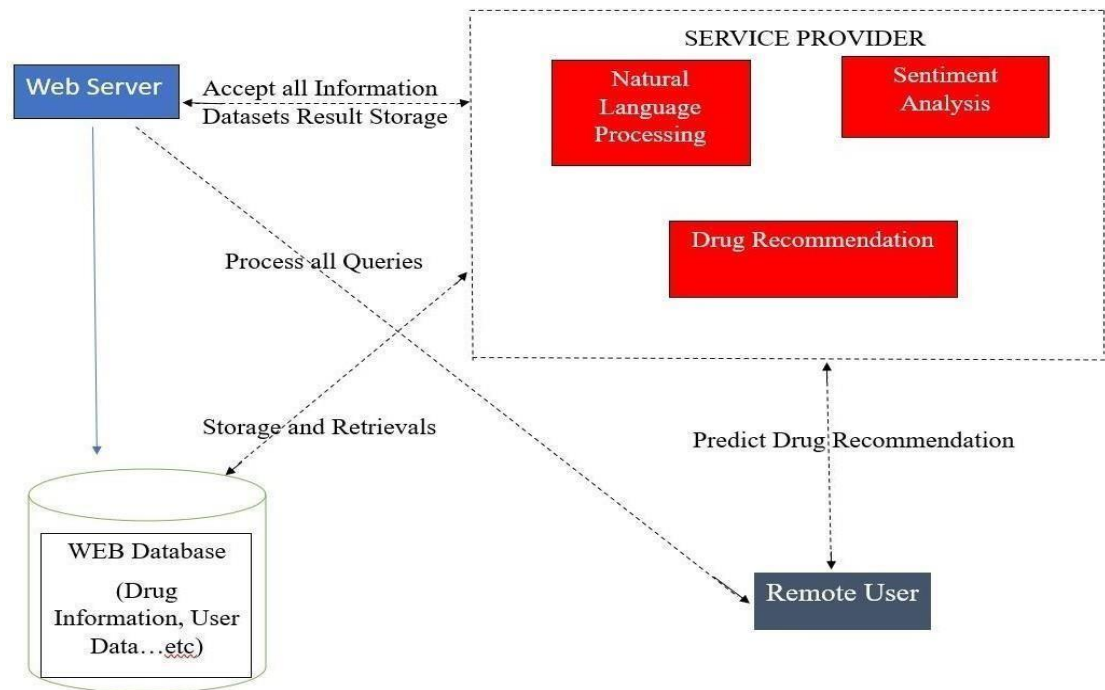 SERVICE PROVIDER
Web Server
Accept all Information
Datasets Result Storage
Natural
Language
Processing
Sentiment
Analysis
Drug Recommendation
Process all Queries
Storage and Retrievals
Predict Drug Recommendation
WEB Database
(Drug
Information, User
Data…etc)
Remote User